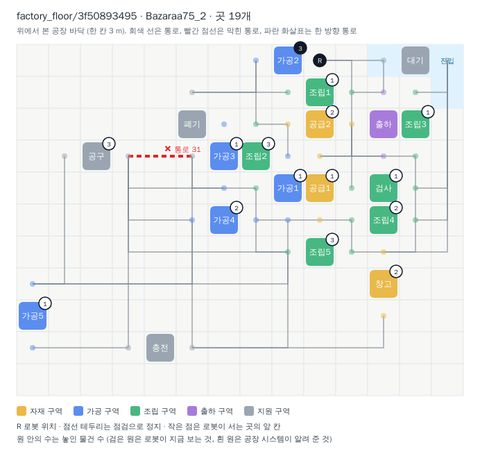 factory_floor/3f50893495 · Bazaraa75_2 · 곳 19개
위에서 본 공장 바닥 (한 칸 3 m). 회색 선은 통로, 빨간 점선은 막힌 통로, 파란 화살표는 한 방향 통로
가공2 3
R
대기
진입
조립1 1
폐기
공급2 2
출하
조립3 1
공구 3
✕ 통로 31
가공3 1
조립2 3
가공1 1
공급1 1
검사 1
가공4 2
조립4 2
조립5 3
창고 2
가공5 1
충전
자재 구역
가공 구역
조립 구역
출하 구역
지원 구역
R 로봇 위치 · 점선 테두리는 점검으로 정지 · 작은 점은 로봇이 서는 곳의 앞 칸
원 안의 수는 놓인 물건 수 (검은 원은 로봇이 지금 보는 것, 흰 원은 공장 시스템이 알려 준 것)